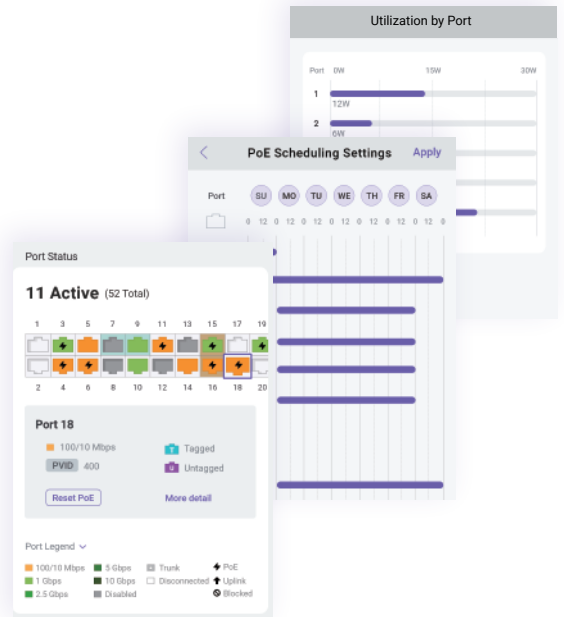 Utilization by Port
Port 0W 15W 30W
1
12W
2
6W
PoE Scheduling Settings Apply
Port SU MO TU WE TH FR SA
0 12 0 12 0 12 0 12 0 12 0 12 0 12 0
Port Status
11 Active (52 Total)
1 3 5 7 9 11 13 15 17 19
2 4 6 8 10 12 14 16 18 20
Port 18
100/10 Mbps T Tagged
PVID 400 U Untagged
Reset PoE More detail
Port Legend
100/10 Mbps 5 Gbps Trunk PoE
1 Gbps 10 Gbps Disconnected Uplink
2.5 Gbps Disabled Blocked